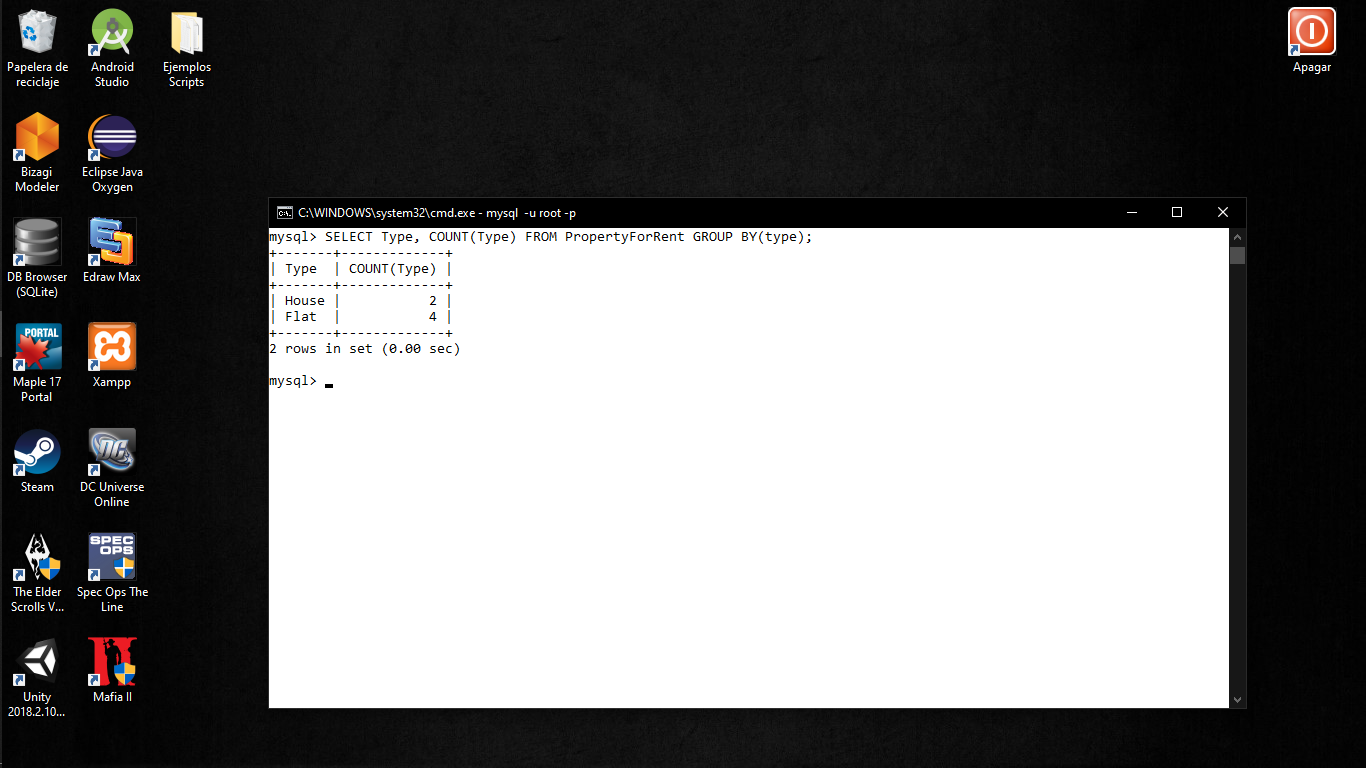 Papelera de
reciclaje
Android
Studio
Ejemplos
Scripts
Apagar
Bizagi
Modeler
Eclipse Java
Oxygen
DB Browser
(SQLite)
Edraw Max
PORTAL
Maple 17
Portal
Xampp
Steam
DC
DC Universe
Online
The Elder
Scrolls V...
SPEC
OPS
Spec Ops The
Line
Unity
2018.2.10...
II
Mafia II
C:\.
C:\WINDOWS\system32\cmd.exe - mysql  -u root -p
mysql> SELECT Type, COUNT(Type) FROM PropertyForRent GROUP BY(type);
+-------+-------------+
| Type  | COUNT(Type) |
+-------+-------------+
| House |           2 |
| Flat  |           4 |
+-------+-------------+
2 rows in set (0.00 sec)
mysql> _